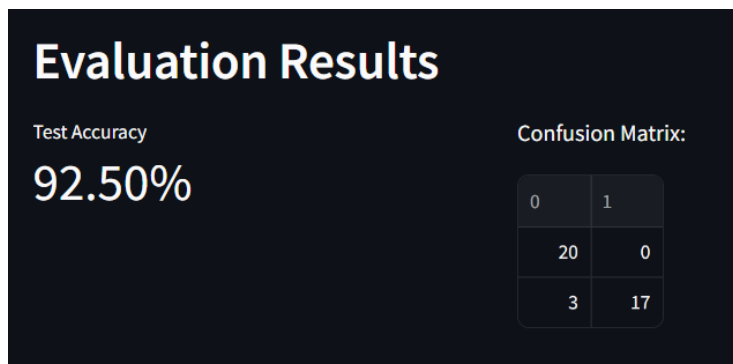 Evaluation Results
Test Accuracy
92.50%
Confusion Matrix:
0 1
20 0
3 17